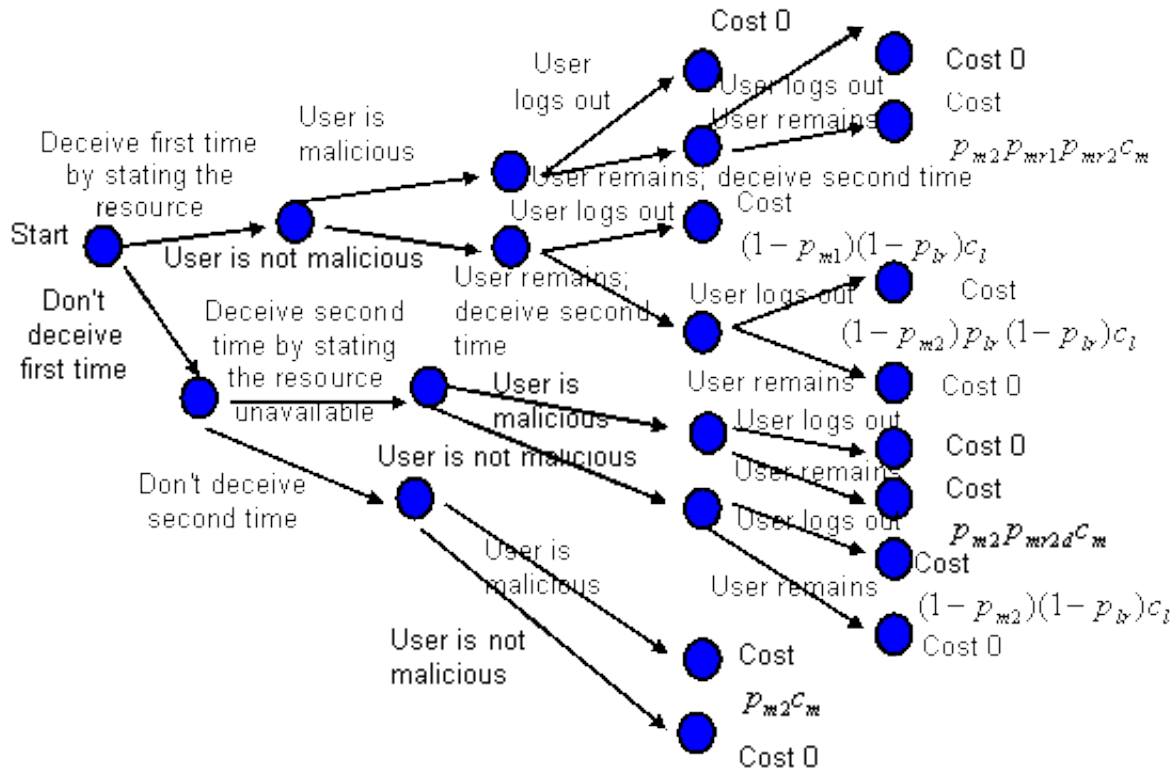 Cost 0
User
logs out
Cost 0
User logs out
Cost
User is
malicious
User remains
Deceive first time
by stating the
resource
p_{m2}p_{mr1}p_{mr2}c_m
User remains; deceive second time
User logs out
Cost
Start
User is not malicious
(1-p_{m1})(1-p_{lr})c_l
User remains;
deceive second
time
User logs out
Cost
Don't
deceive
first time
Deceive second
time by stating
the resource
unavailable
(1-p_{m2})p_{lr}(1-p_{lr})c_l
User is
malicious
User remains
Cost 0
User logs out
Cost 0
User is not malicious
User remains
Cost
Don't deceive
second time
User logs out
p_{m2}p_{mr2d}c_m
Cost
User is
malicious
User remains
(1-p_{m2})(1-p_{lr})c_l
Cost 0
User is not
malicious
Cost
p_{m2}c_m
Cost 0